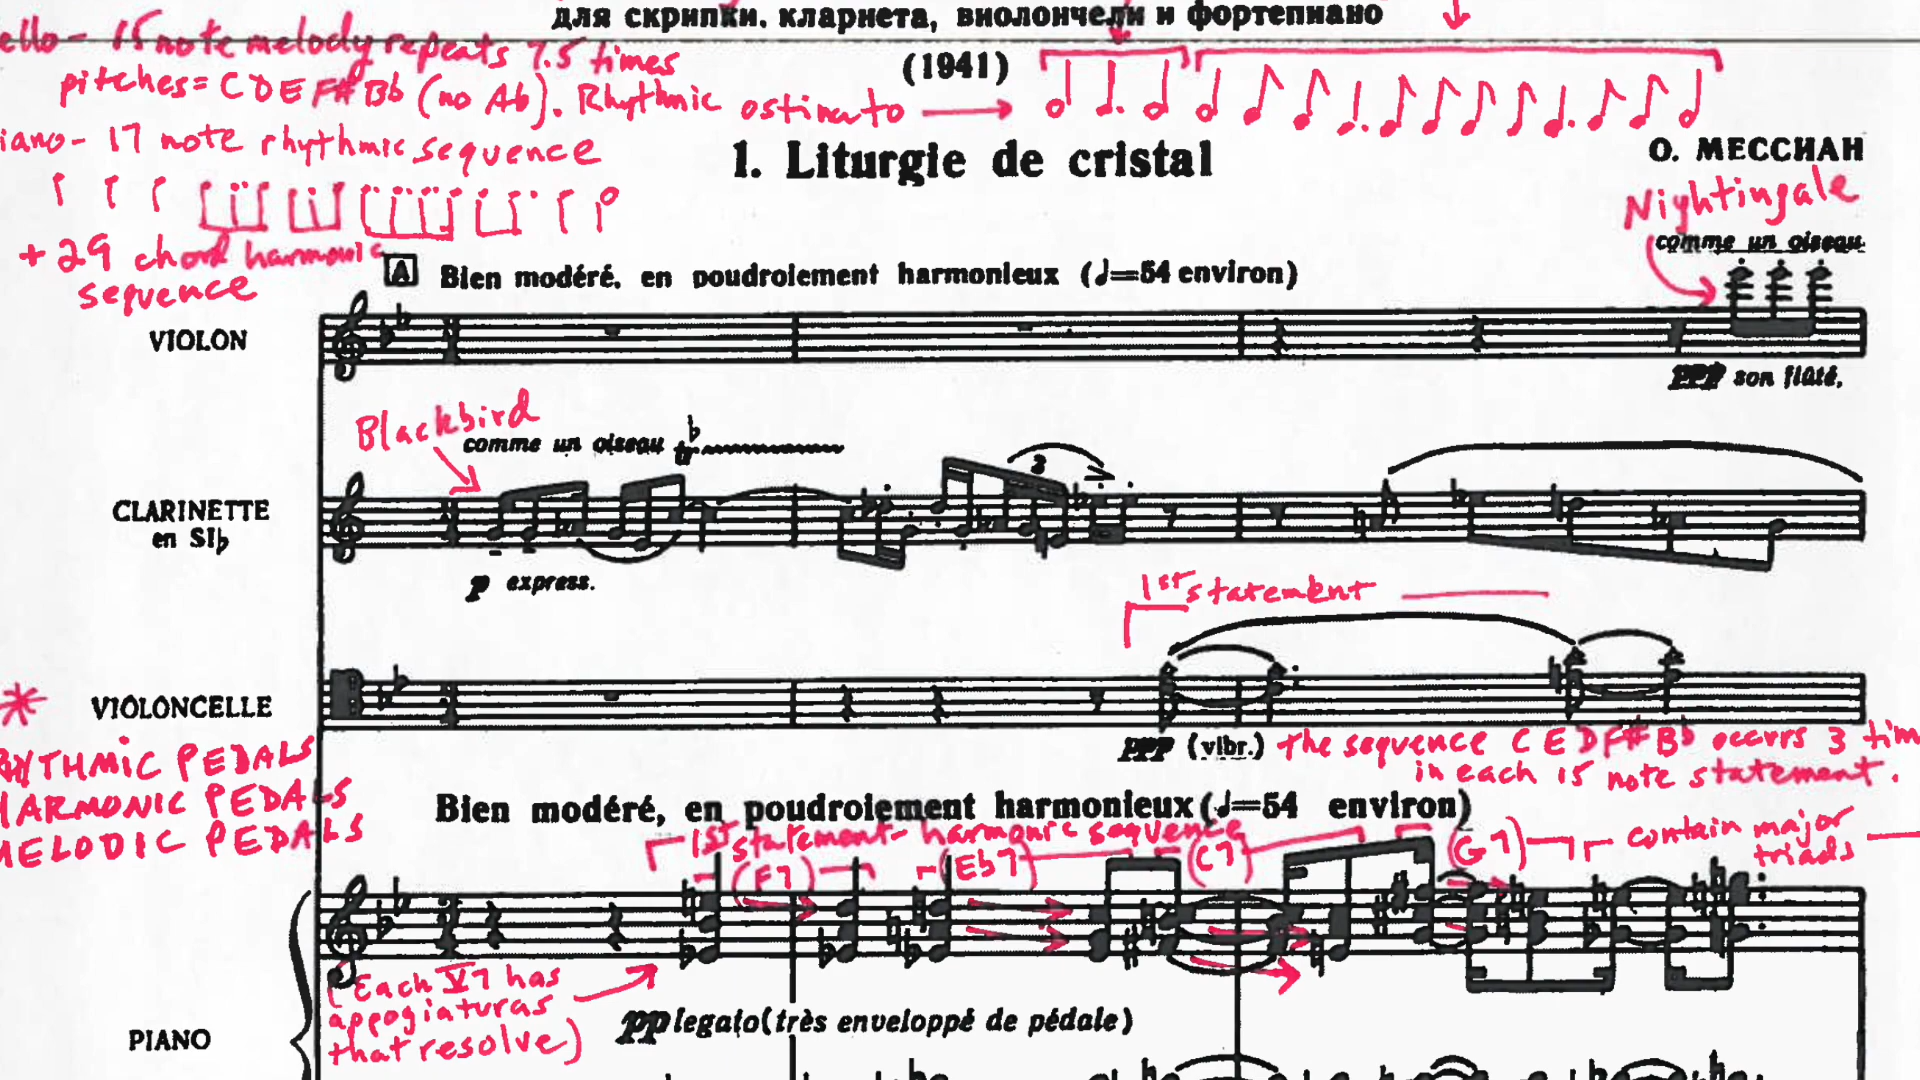 для скрипки, кларнета, виолончели и фортепиано
ello - 15 note melody repeats 7.5 times
(1941)
pitches = C D E F# Bb (no Ab). Rhythmic ostinato
iano - 17 note rhythmic sequence
1. Liturgie de cristal
О. МЕССИАН
Nightingale
+ 29 chord harmonic
sequence
comme un oiseau
A Bien modéré, en poudroiement harmonieux (♩=54 environ)
VIOLON
ppp son flûté,
Blackbird
comme un oiseau tr
3
CLARINETTE
en SI♭
p express.
1st statement
VIOLONCELLE
ppp (vibr.) the sequence C E D F# Bb occurs 3 tim
in each 15 note statement.
*
HYTHMIC PEDALS
HARMONIC PEDALS
MELODIC PEDALS
Bien modéré, en poudroiement harmonieux (♩=54 environ)
1st statement - harmonic sequence
(F7) (Eb7) (C7) (G7) contain major
triads
(Each V7 has
appogiaturas
that resolve)
pp legato (très enveloppé de pédale)
PIANO